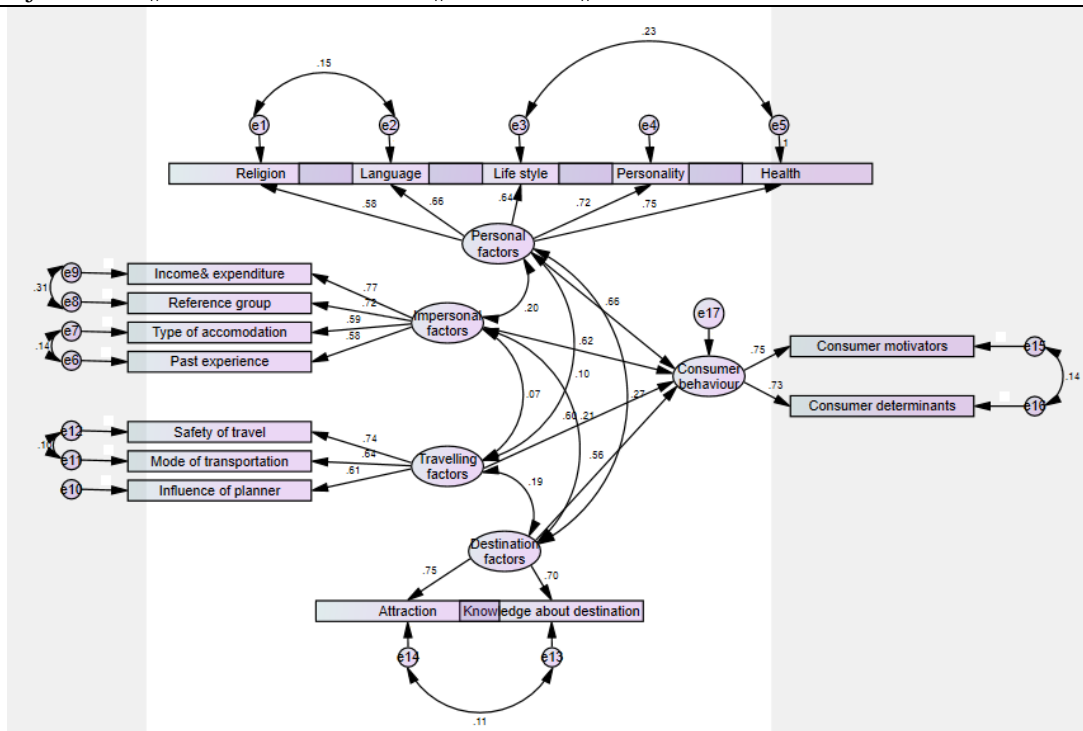 .23
.15
e1
e2
e3
e4
e5
1
Religion
Language
Life style
Personality
Health
.58
.66
.64
.72
.75
Personal
factors
e9
Income& expenditure
.31
e8
Reference group
e7
Type of accomodation
.14
e6
Past experience
.77
.72
.59
.58
Impersonal
factors
.20
.66
e17
.62
.75
Consumer motivators
e15
Consumer
behaviour
.14
.73
Consumer determinants
e16
.10
.07
.27
.60
.21
e12
Safety of travel
e11
Mode of transportation
e10
Influence of planner
.74
.64
.61
Travelling
factors
.56
.19
Destination
factors
.75
.70
Attraction
Knowledge about destination
e14
e13
.11